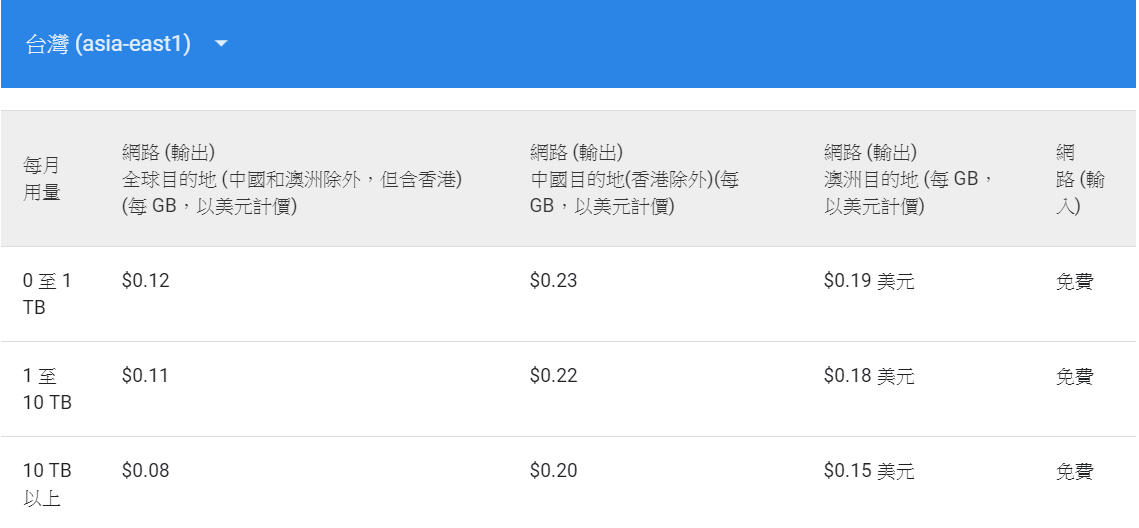 台灣 (asia-east1)
每月
用量
網路 (輸出)
全球目的地 (中國和澳洲除外，但含香港)
(每 GB，以美元計價)
網路 (輸出)
中國目的地(香港除外)(每
GB，以美元計價)
網路 (輸出)
澳洲目的地 (每 GB，
以美元計價)
網
路 (輸
入)
0 至 1
TB
$0.12
$0.23
$0.19 美元
免費
1 至
10 TB
$0.11
$0.22
$0.18 美元
免費
10 TB
以上
$0.08
$0.20
$0.15 美元
免費